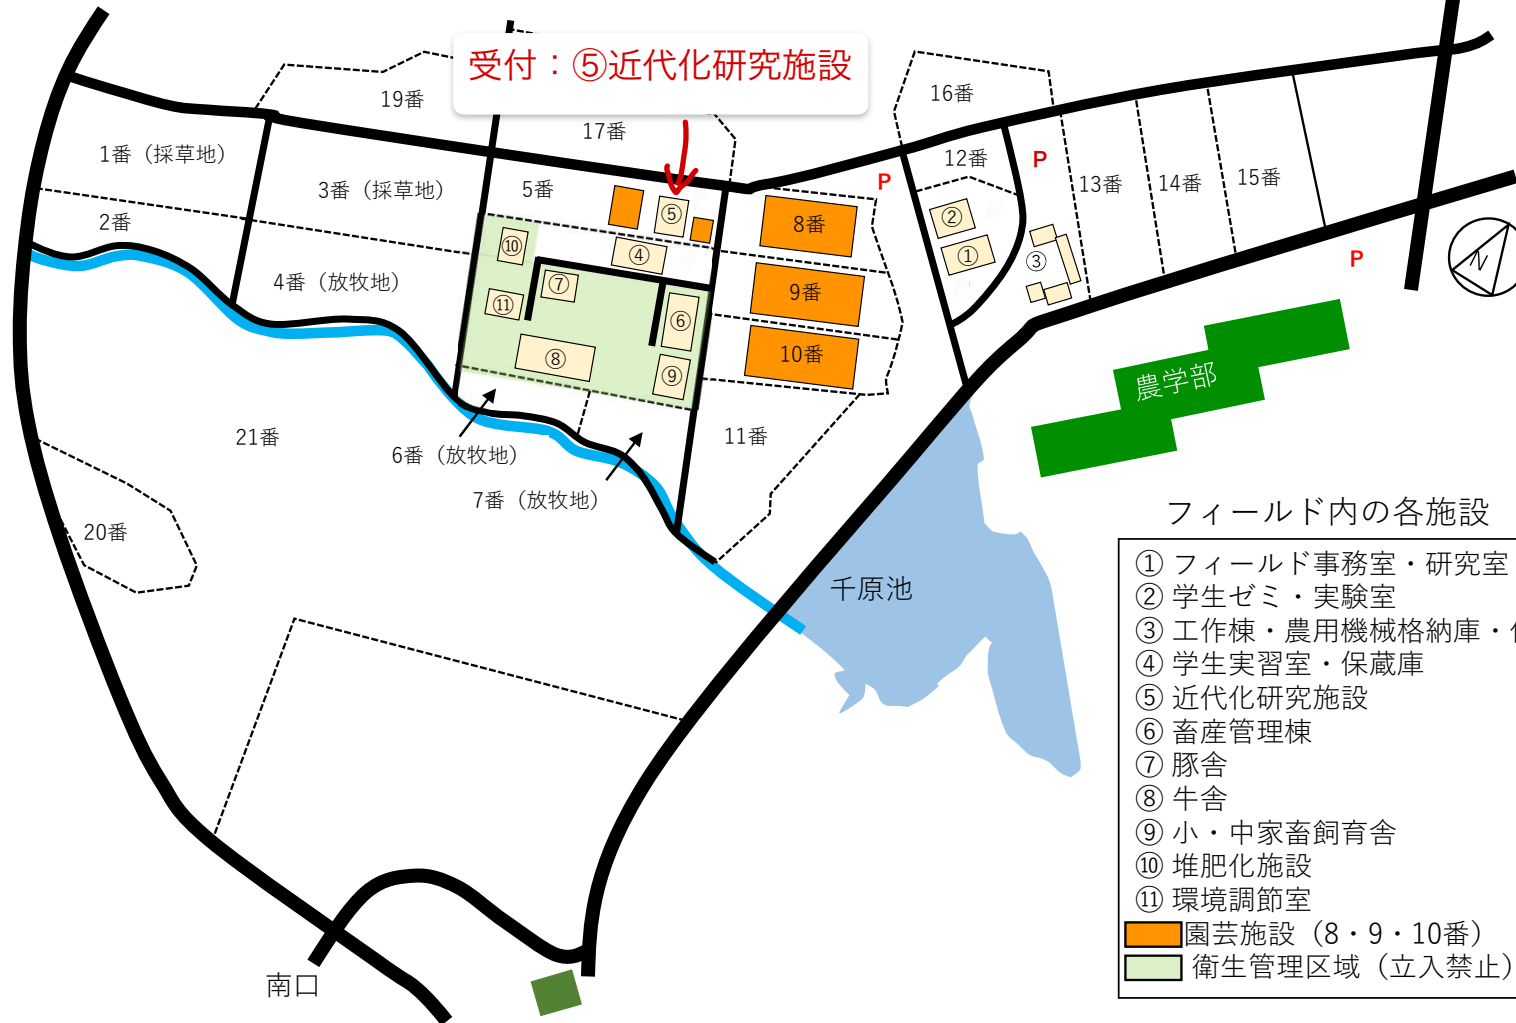 受付：⑤近代化研究施設
19番
17番
16番
1番（採草地）
3番（採草地）
5番
12番
P
P
13番
14番
15番
2番
⑤
②
8番
⑩
④
①
③
P
N
4番（放牧地）
⑦
9番
⑪
⑥
⑧
10番
⑨
農学部
21番
6番（放牧地）
11番
7番（放牧地）
20番
千原池
南口
フィールド内の各施設
① フィールド事務室・研究室
② 学生ゼミ・実験室
③ 工作棟・農用機械格納庫・
④ 学生実習室・保蔵庫
⑤ 近代化研究施設
⑥ 畜産管理棟
⑦ 豚舎
⑧ 牛舎
⑨ 小・中家畜飼育舎
⑩ 堆肥化施設
⑪ 環境調節室
園芸施設（8・9・10番）
衛生管理区域（立入禁止）